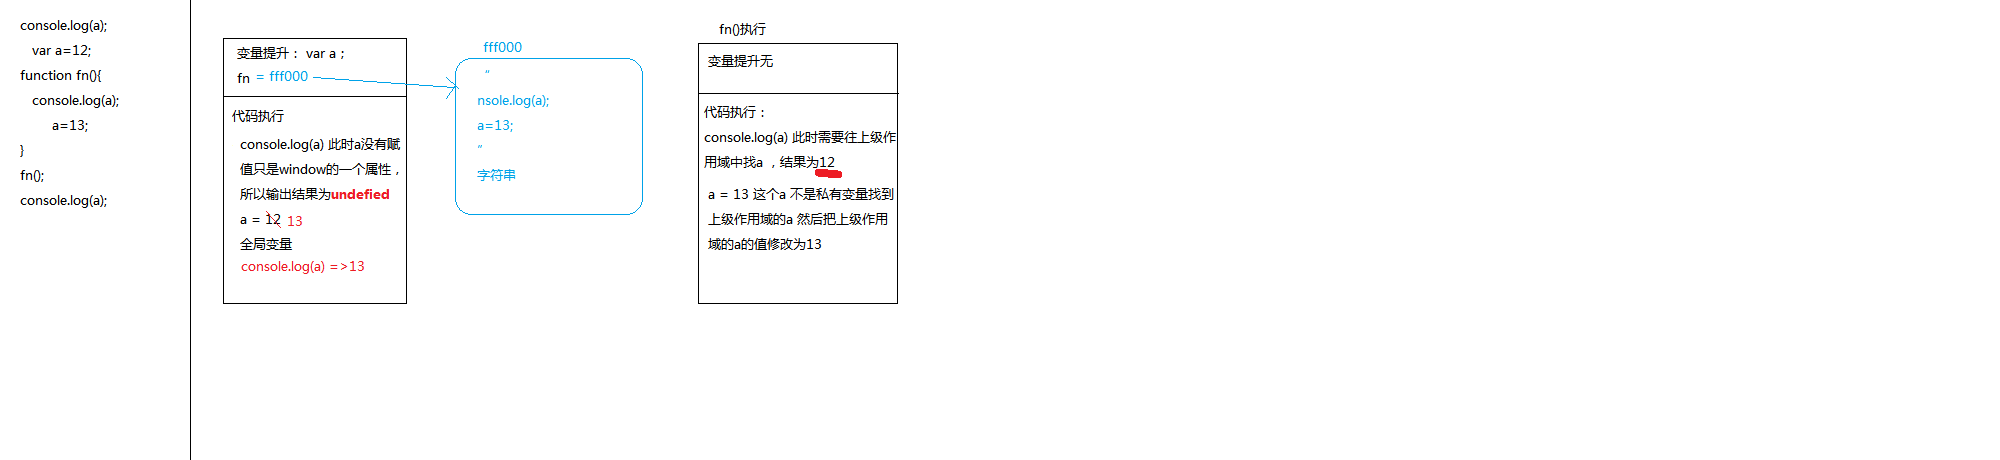 console.log(a);
var a=12;
function fn(){
console.log(a);
a=13;
}
fn();
console.log(a);
变量提升： var a；
fn = fff000
代码执行
console.log(a) 此时a没有赋
值只是window的一个属性，
所以输出结果为undefied
a = 12 13
全局变量
console.log(a) =>13
fff000
"
nsole.log(a);
a=13;
"
字符串
fn()执行
变量提升无
代码执行：
console.log(a) 此时需要往上级作
用域中找a ，结果为12
a = 13 这个a 不是私有变量找到
上级作用域的a 然后把上级作用
域的a的值修改为13